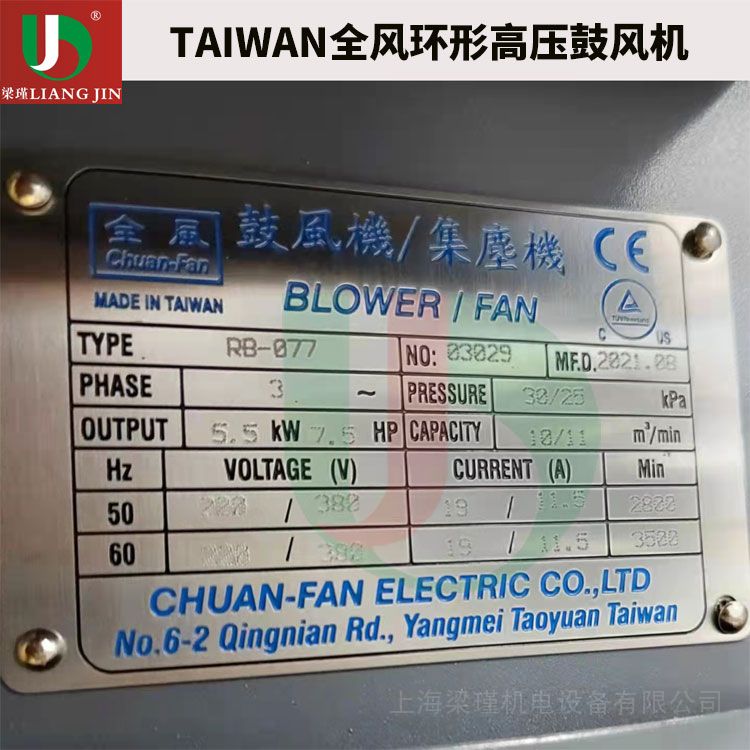 ®
梁瑾LIANG JIN
TAIWAN全风环形高压鼓风机
全風 鼓風機/集塵機 CE
Chuan-Fan
MADE IN TAIWAN BLOWER / FAN
C US
TYPE RB-077 NO: 03029 MF.D. 2021.08
PHASE 3 ~ PRESSURE 30/25 kPa
OUTPUT 5.5 kW 7.5 HP CAPACITY 10/11 m³/min
Hz VOLTAGE (V) CURRENT (A) Min
50 / 380 19 / 11.5 2800
60 / 380 19 / 11.5 3500
CHUAN-FAN ELECTRIC CO.,LTD
No.6-2 Qingnian Rd., Yangmei Taoyuan Taiwan
上海梁瑾机电设备有限公司